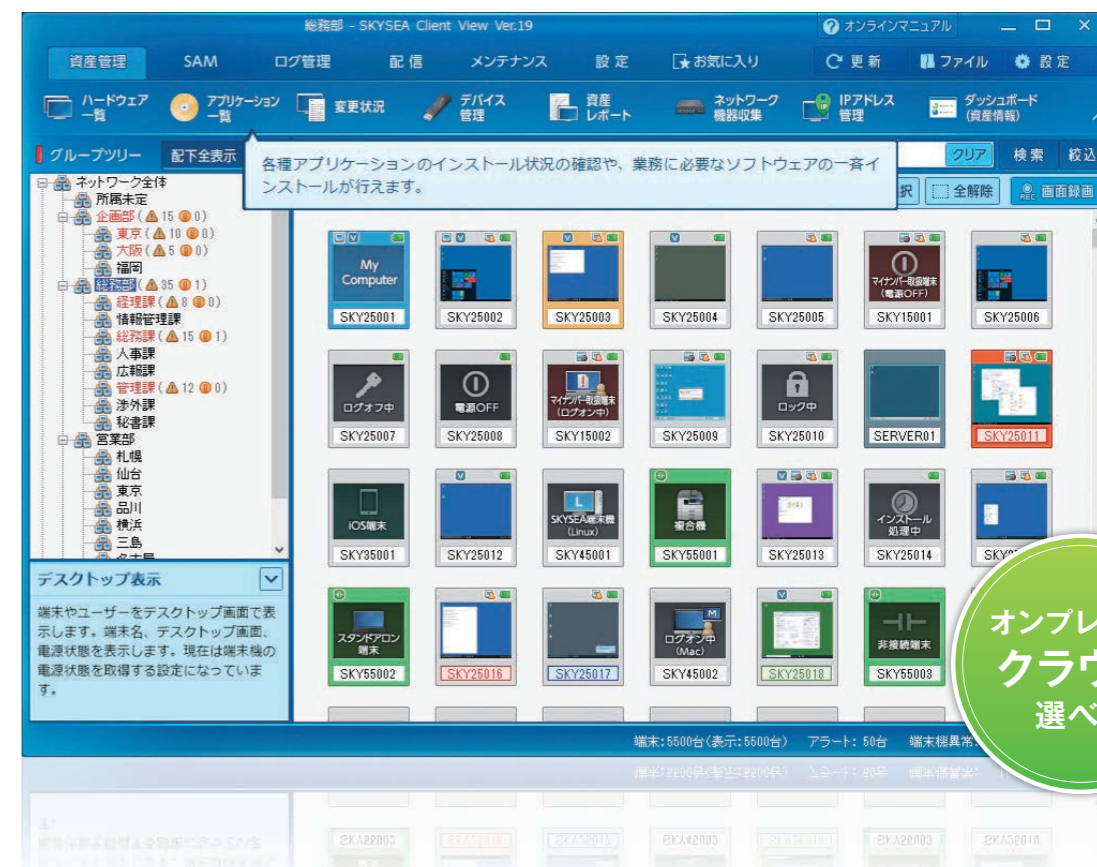 総務部 - SKYSEA Client View Ver.19
オンラインマニュアル
資産管理 SAM ログ管理 配信 メンテナンス 設定 お気に入り 更新 ファイル 設定
ハードウェア一覧
アプリケーション一覧
変更状況
デバイス管理
資産レポート
ネットワーク機器収集
IPアドレス管理
ダッシュボード(資産情報)
グループツリー 配下全表示
クリア 検索 絞込
各種アプリケーションのインストール状況の確認や、業務に必要なソフトウェアの一斉イ
ンストールが行えます。
択 全解除 REC 画面録画
ネットワーク全体
所属未定
企画部(15 0)
東京(10 0)
大阪(5 0)
福岡
総務部(35 1)
経理課(8 0)
情報管理課
総務課(15 1)
人事課
広報課
管理課(12 0)
渉外課
秘書課
営業部
札幌
仙台
東京
品川
横浜
三島
My
Computer
マイナンバー取扱端末
(電源OFF)
SKY25001 SKY25002 SKY25003 SKY25004 SKY25005 SKY15001 SKY25006
ログオフ中
電源OFF
マイナンバー取扱端末
(ログオン中)
ロック中
SKY25007 SKY25008 SKY15002 SKY25009 SKY25010 SERVER01 SKY25011
iOS端末
SKYSEA端末機
(Linux)
複合機
インストール
処理中
SKY35001 SKY25012 SKY45001 SKY55001 SKY25013 SKY25014
スタンドアロン
端末
ログオン中
(Mac)
非接続端末
SKY55002 SKY25016 SKY25017 SKY45002 SKY25018 SKY55003
デスクトップ表示
端末やユーザーをデスクトップ画面で表
示します。端末名、デスクトップ画面、
電源状態を表示します。現在は端末機の
電源状態を取得する設定になっていま
す。
オンプレ
クラウ
選べ
端末:5500台(表示:5500台) アラート: 50台 端末機異常: